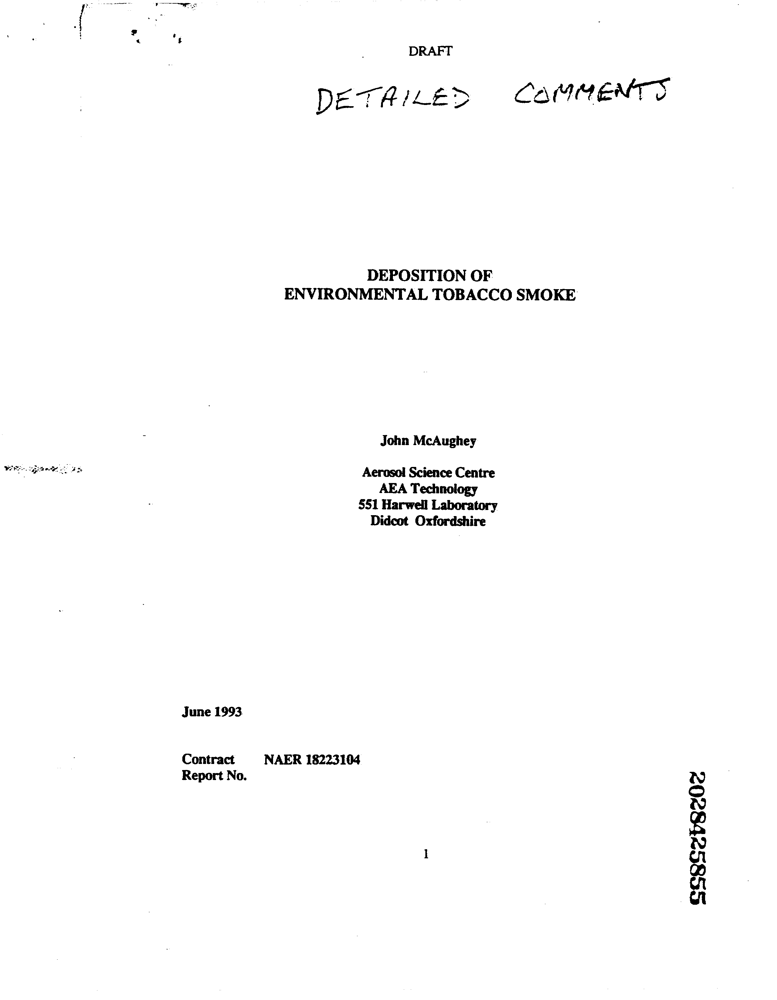 DRAFT
DETAILED COMMENTS
DEPOSITION OF
ENVIRONMENTAL TOBACCO SMOKE
John McAughey
Aerosol Science Centre
AEA Technology
551 Harwell Laboratory
Didcot Oxfordshire
June 1993
Contract NAER 18223104
Report No.
1
2028425855